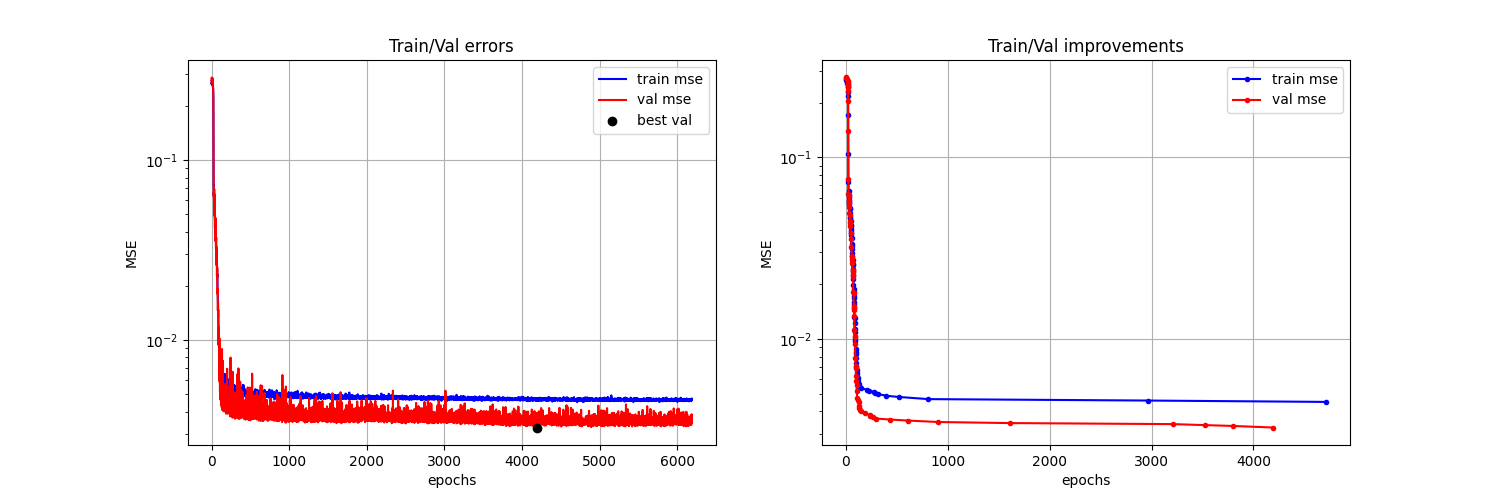 Train/Val errors
train mse
val mse
best val
10⁻¹
10⁻²
MSE
0 1000 2000 3000 4000 5000 6000
epochs
Train/Val improvements
train mse
val mse
10⁻¹
10⁻²
MSE
0 1000 2000 3000 4000
epochs